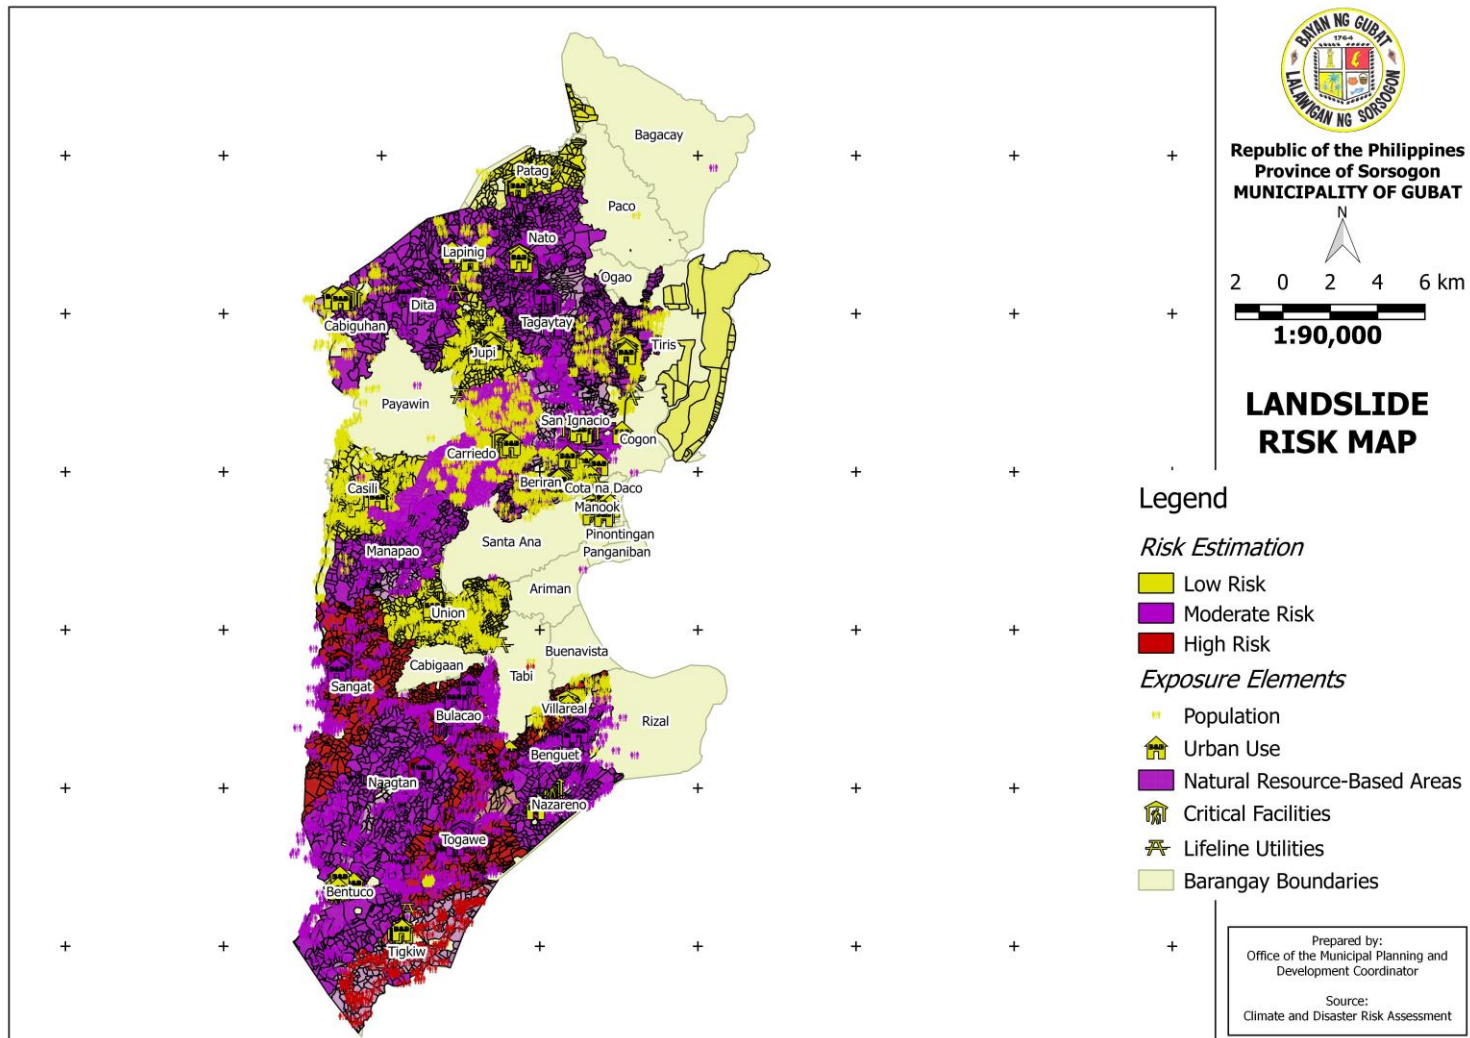 BAYAN NG GUBAT
1764
LALAWIGAN NG SORSOGON
Republic of the Philippines
Province of Sorsogon
MUNICIPALITY OF GUBAT
N
2 0 2 4 6 km
1:90,000
LANDSLIDE
RISK MAP
Legend
Risk Estimation
Low Risk
Moderate Risk
High Risk
Exposure Elements
Population
Urban Use
Natural Resource-Based Areas
Critical Facilities
Lifeline Utilities
Barangay Boundaries
Prepared by:
Office of the Municipal Planning and
Development Coordinator
Source:
Climate and Disaster Risk Assessment
Bagacay
Patag
Paco
Nato
Lapinig
Ogao
Dita
Cabiguhan
Tagaytay
Tiris
Jupi
Payawin
San Ignacio
Cogon
Carriedo
Beriran
Cota na Daco
Casili
Manook
Pinontingan
Santa Ana
Panganiban
Manapao
Ariman
Union
Buenavista
Cabigaan
Tabi
Sangat
Villareal
Bulacao
Rizal
Benguet
Naagtan
Nazareno
Togawe
Bentuco
Tigkiw